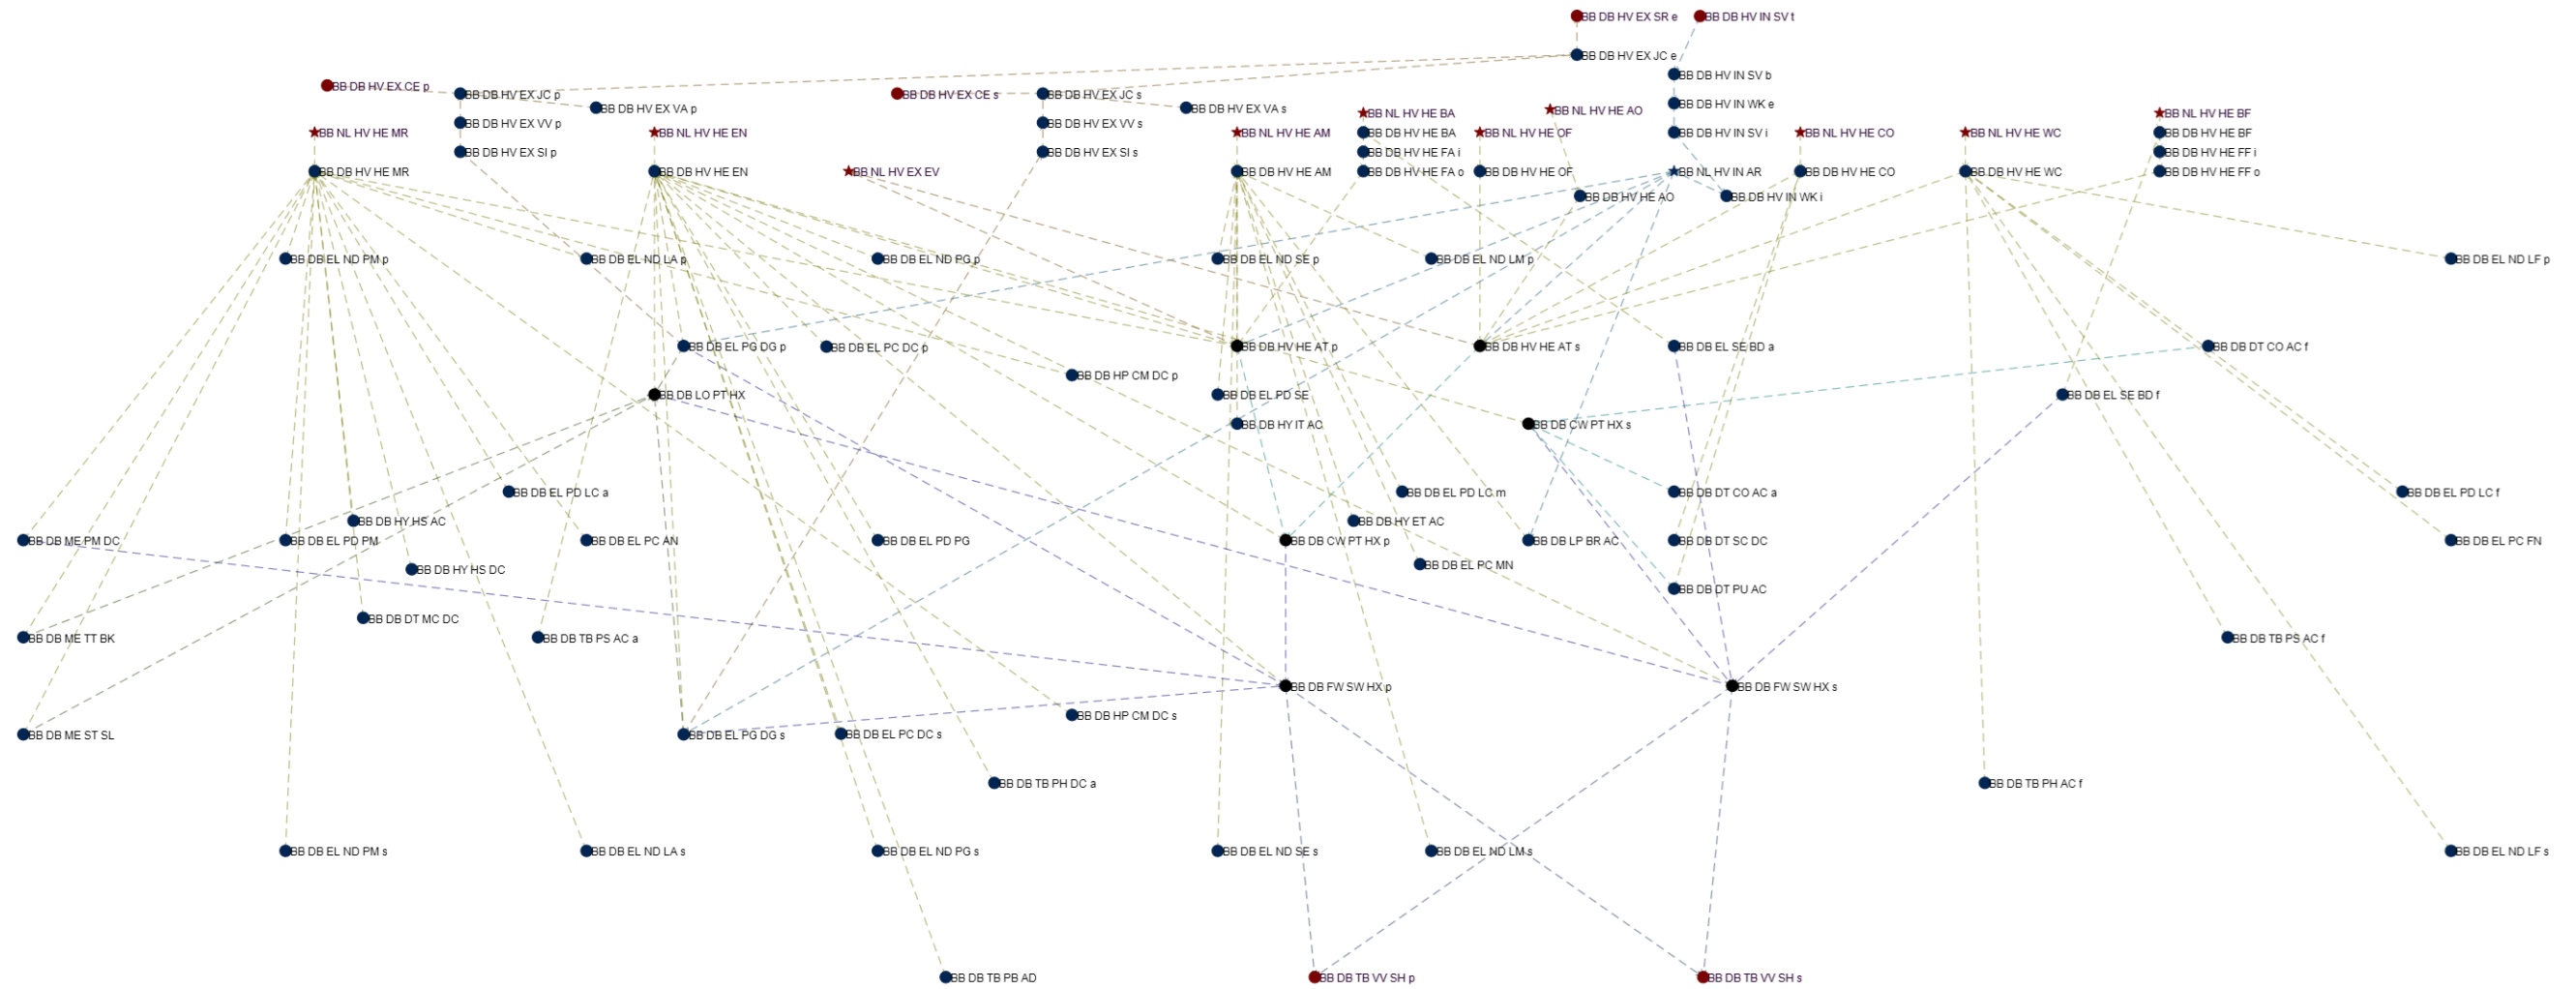 BB DB HV EX SR e
BB DB HV IN SV t
BB DB HV EX JC e
BB DB HV IN SV b
BB DB HV EX CE p
BB DB HV EX JC p
BB DB HV EX CE s
BB DB HV EX JC s
BB DB HV IN WK e
BB DB HV EX VA p
BB DB HV EX VA s
BB NL HV HE AO
BB NL HV HE BA
BB NL HV HE BF
BB DB HV EX VV p
BB DB HV EX VV s
BB NL HV HE MR
BB NL HV HE EN
BB NL HV HE AM
BB DB HV HE BA
BB NL HV HE OF
BB DB HV IN SV i
BB NL HV HE CO
BB NL HV HE WC
BB DB HV HE BF
BB DB HV EX SI p
BB DB HV EX SI s
BB DB HV HE FA i
BB DB HV HE FF i
BB DB HV HE MR
BB DB HV HE EN
BB NL HV EX EV
BB DB HV HE AM
BB DB HV HE FA o
BB DB HV HE OF
BB NL HV IN AR
BB DB HV HE CO
BB DB HV HE WC
BB DB HV HE FF o
BB DB HV HE AO
BB DB HV IN WK i
BB DB EL ND PM p
BB DB EL ND LA p
BB DB EL ND PG p
BB DB EL ND SE p
BB DB EL ND LM p
BB DB EL ND LF p
BB DB EL PG DG p
BB DB EL PC DC p
BB DB HV HE AT p
BB DB HV HE AT s
BB DB EL SE BD a
BB DB DT CO AC f
BB DB HP CM DC p
BB DB LO PT HX
BB DB EL PD SE
BB DB EL SE BD f
BB DB HY IT AC
BB DB CW PT HX s
BB DB EL PD LC a
BB DB EL PD LC m
BB DB DT CO AC a
BB DB EL PD LC f
BB DB HY HS AC
BB DB HY ET AC
BB DB ME PM DC
BB DB EL PD PM
BB DB EL PC AN
BB DB EL PD PG
BB DB CW PT HX p
BB DB LP BR AC
BB DB DT SC DC
BB DB EL PC FN
BB DB EL PC MN
BB DB HY HS DC
BB DB DT PU AC
BB DB DT MC DC
BB DB ME TT BK
BB DB TB PS AC a
BB DB TB PS AC f
BB DB FW SW HX p
BB DB FW SW HX s
BB DB HP CM DC s
BB DB ME ST SL
BB DB EL PG DG s
BB DB EL PC DC s
BB DB TB PH DC a
BB DB TB PH AC f
BB DB EL ND PM s
BB DB EL ND LA s
BB DB EL ND PG s
BB DB EL ND SE s
BB DB EL ND LM s
BB DB EL ND LF s
BB DB TB PB AD
BB DB TB VV SH p
BB DB TB VV SH s